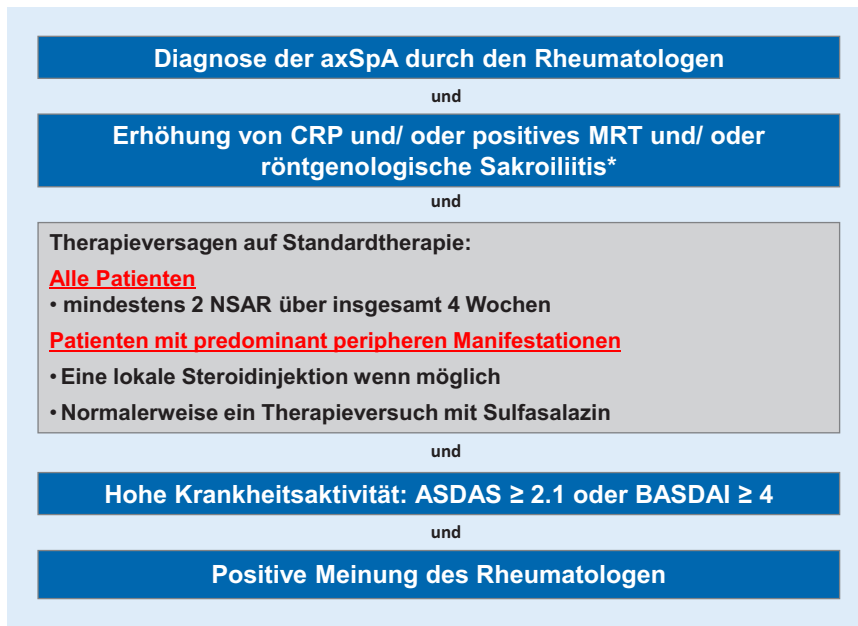 Diagnose der axSpA durch den Rheumatologen
und
Erhöhung von CRP und/ oder positives MRT und/ oder
röntgenologische Sakroiliitis*
und
Therapieversagen auf Standardtherapie:
Alle Patienten
• mindestens 2 NSAR über insgesamt 4 Wochen
Patienten mit predominant peripheren Manifestationen
• Eine lokale Steroidinjektion wenn möglich
• Normalerweise ein Therapieversuch mit Sulfasalazin
und
Hohe Krankheitsaktivität: ASDAS ≥ 2.1 oder BASDAI ≥ 4
und
Positive Meinung des Rheumatologen